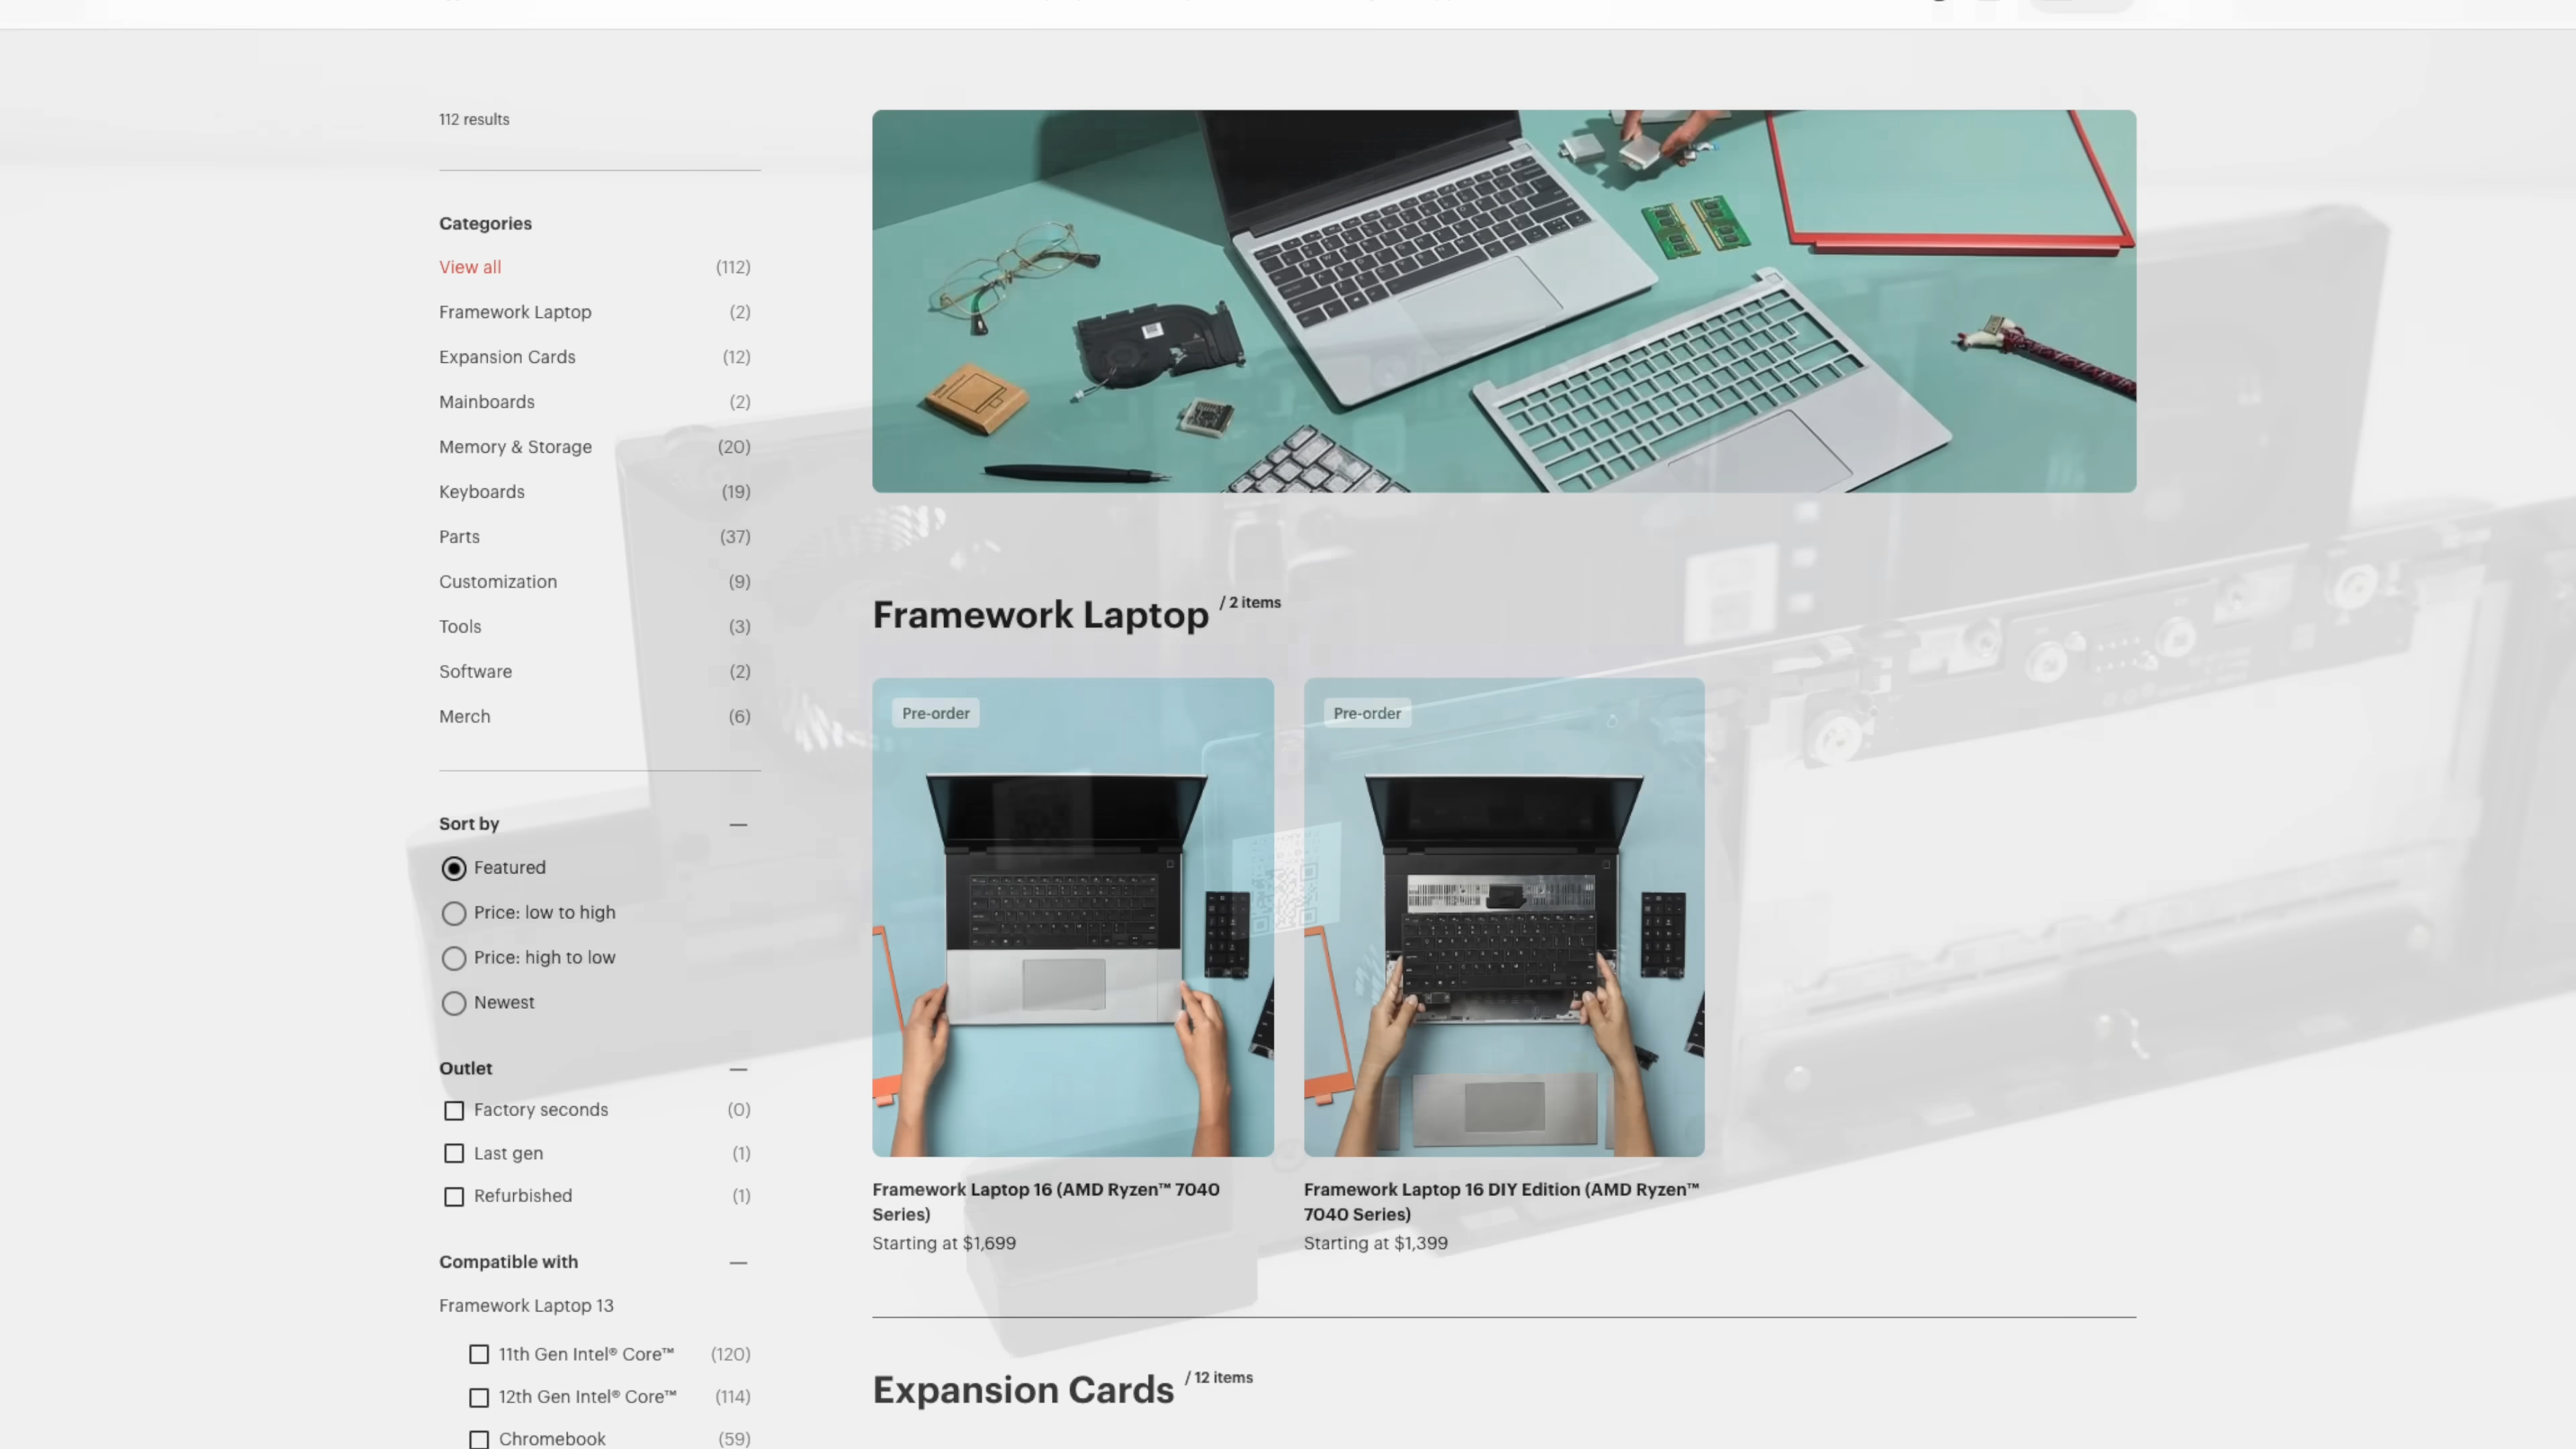 112 results
Categories
View all (112)
Framework Laptop (2)
Expansion Cards (12)
Mainboards (2)
Memory & Storage (20)
Keyboards (19)
Parts (37)
Customization (9)
Tools (3)
Software (2)
Merch (6)
Sort by
Featured
Price: low to high
Price: high to low
Newest
Outlet
Factory seconds (0)
Last gen (1)
Refurbished (1)
Compatible with
Framework Laptop 13
11th Gen Intel® Core™ (120)
12th Gen Intel® Core™ (114)
Chromebook (59)
Framework Laptop / 2 items
Pre-order
Framework Laptop 16 (AMD Ryzen™ 7040
Series)
Starting at $1,699
Pre-order
Framework Laptop 16 DIY Edition (AMD Ryzen™
7040 Series)
Starting at $1,399
Expansion Cards / 12 items